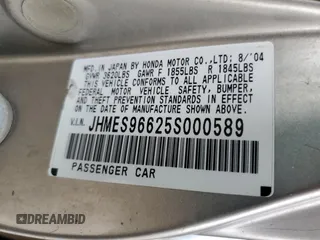 MFD. IN JAPAN BY HONDA MOTOR CO.,LTD: 8/'04
GVWR 3620LBS GAWR F 1855LBS R 1845LBS
THIS VEHICLE CONFORMS TO ALL APPLICABLE
FEDERAL MOTOR VEHICLE SAFETY, BUMPER,
AND THEFT PREVENTION STANDARDS IN EFFECT
ON THE DATE OF MANUFACTURE SHOWN ABOVE.
V.I.N. JHMES96625S000589
PASSENGER CAR
DREAMBID